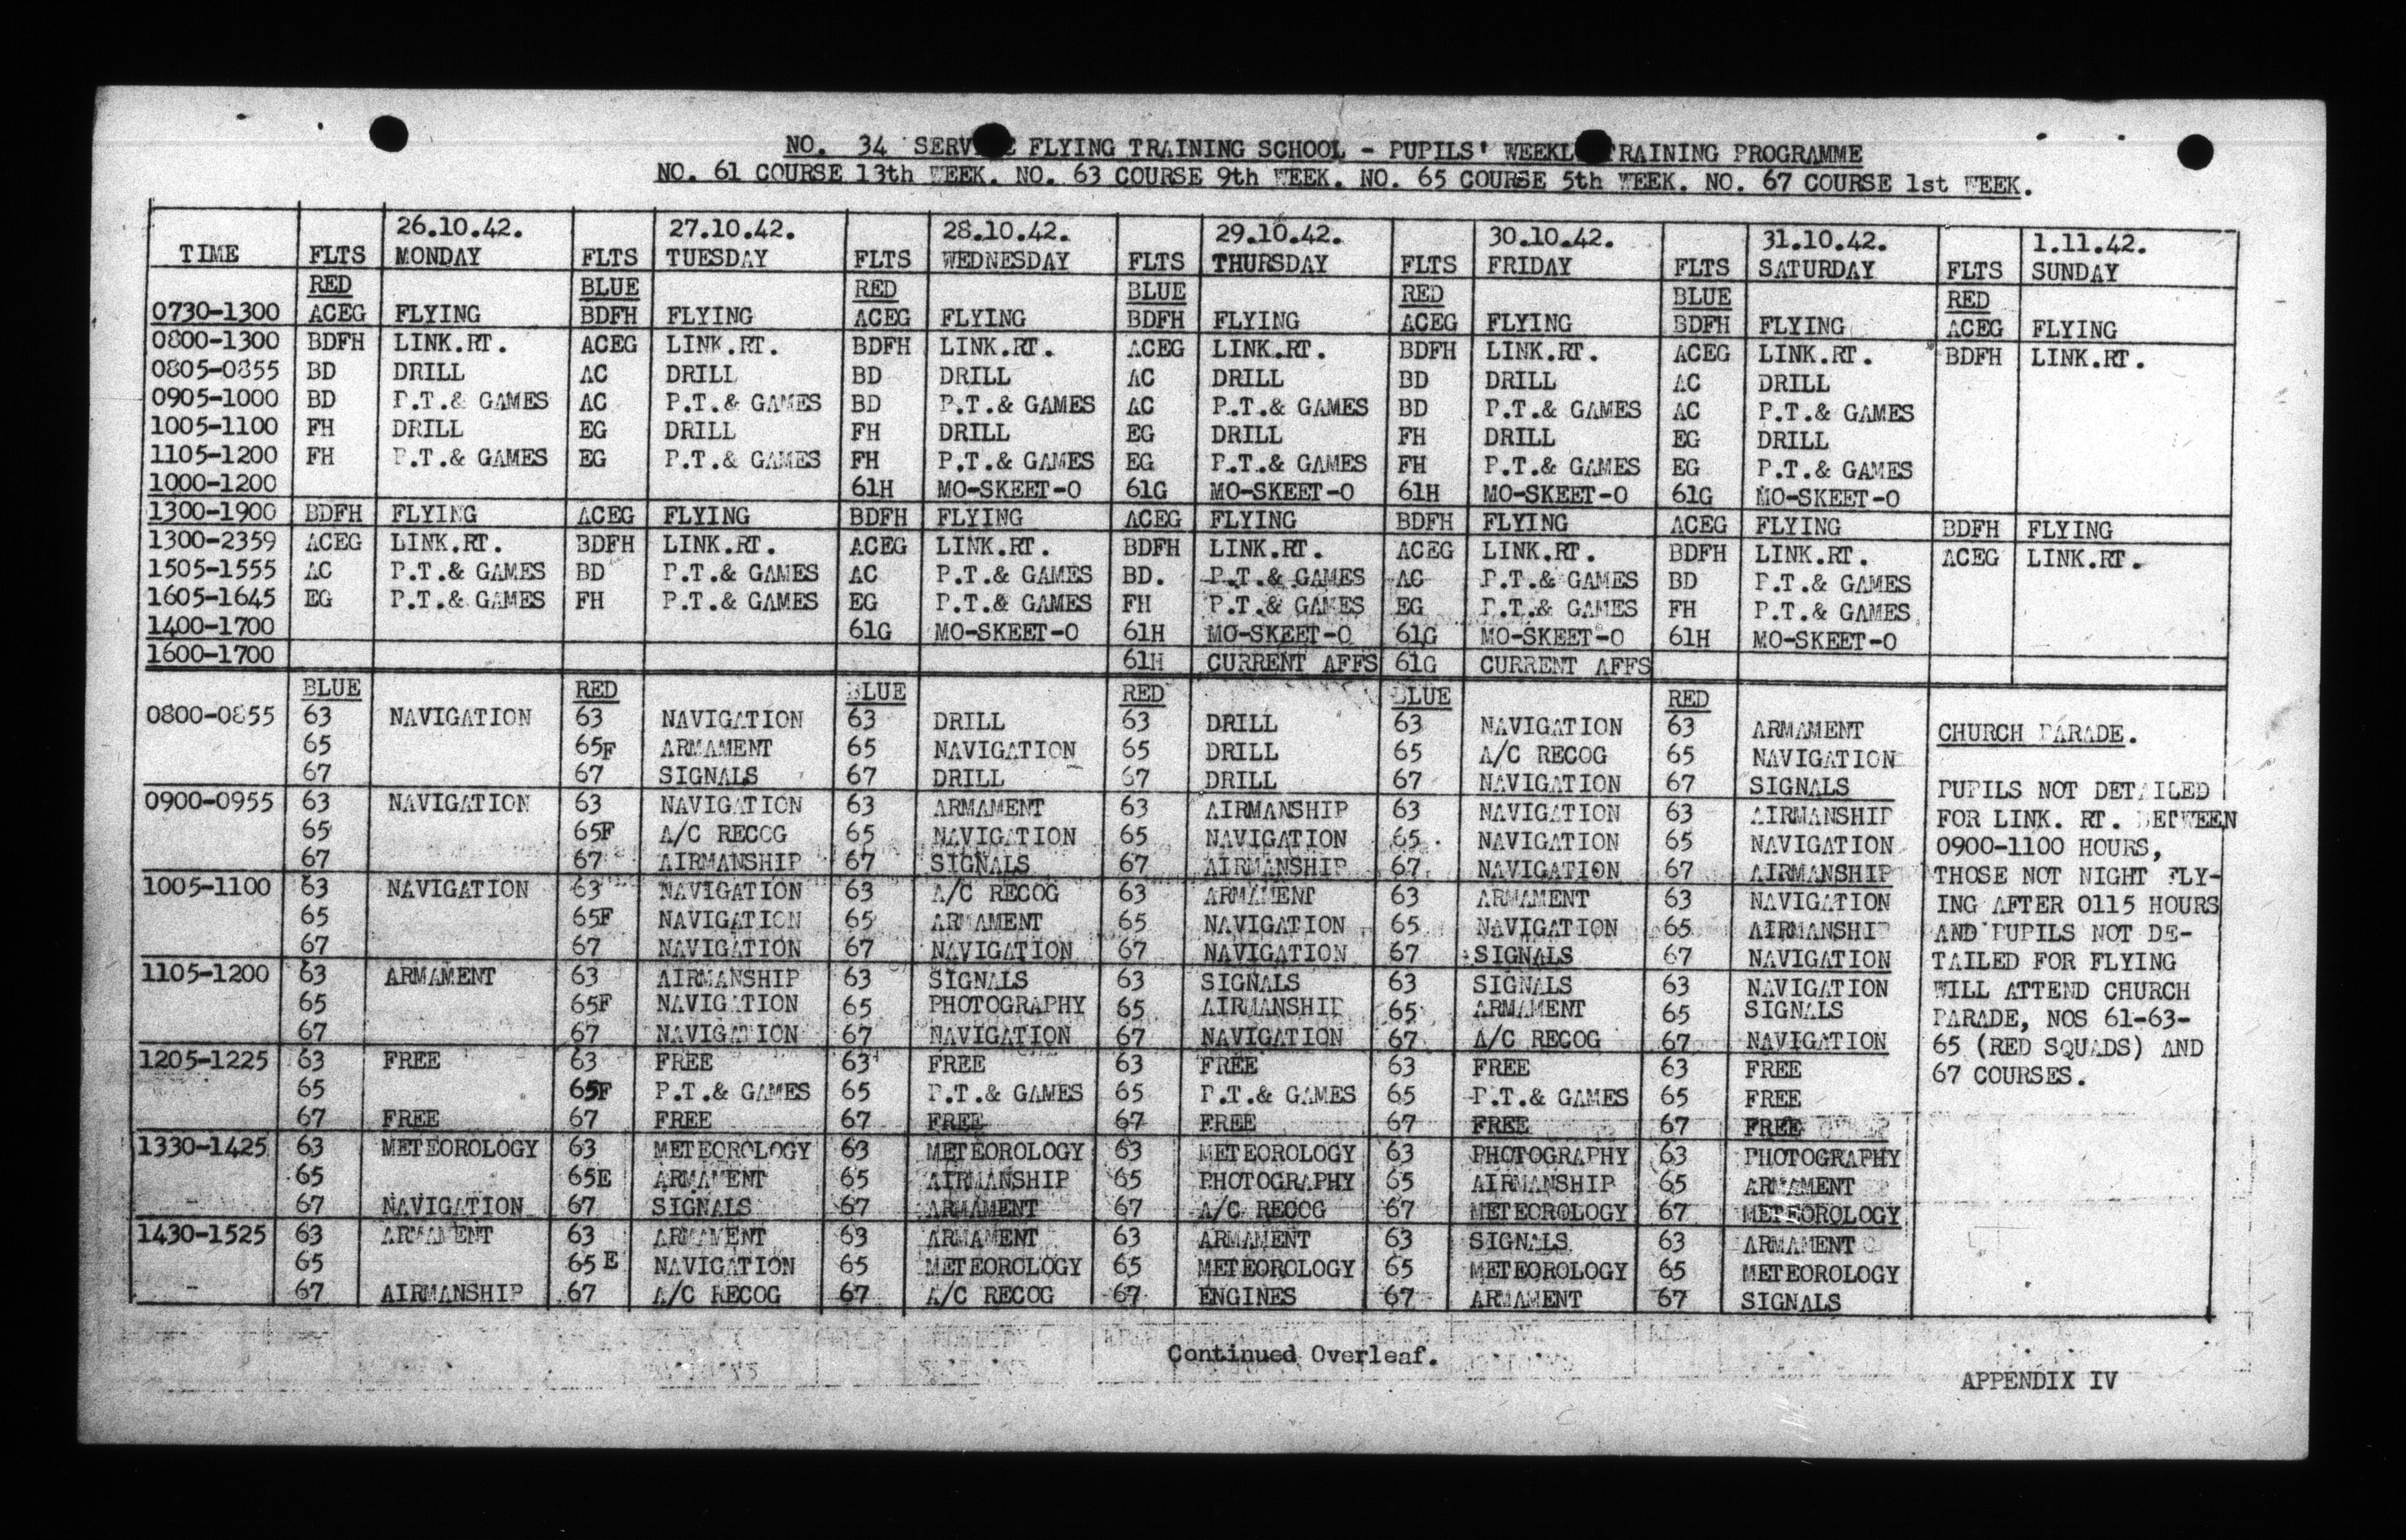 NO. 34 SERVICE FLYING TRAINING SCHOOL - PUPILS' WEEKLY TRAINING PROGRAMME
NO. 61 COURSE 13th WEEK. NO. 63 COURSE 9th WEEK. NO. 65 COURSE 5th WEEK. NO. 67 COURSE 1st WEEK.
26.10.42. 27.10.42. 28.10.42. 29.10.42. 30.10.42. 31.10.42. 1.11.42.
TIME FLTS MONDAY FLTS TUESDAY FLTS WEDNESDAY FLTS THURSDAY FLTS FRIDAY FLTS SATURDAY FLTS SUNDAY
RED BLUE RED BLUE RED BLUE RED
0730-1300 ACEG FLYING BDFH FLYING ACEG FLYING BDFH FLYING ACEG FLYING BDFH FLYING ACEG FLYING
0800-1300 BDFH LINK.RT. ACEG LINK.RT. BDFH LINK.RT. ACEG LINK.RT. BDFH LINK.RT. ACEG LINK.RT. BDFH LINK.RT.
0805-0855 BD DRILL AC DRILL BD DRILL AC DRILL BD DRILL AC DRILL
0905-1000 BD P.T.& GAMES AC P.T.& GAMES BD P.T.& GAMES AC P.T.& GAMES BD P.T.& GAMES AC P.T.& GAMES
1005-1100 FH DRILL EG DRILL FH DRILL EG DRILL FH DRILL EG DRILL
1105-1200 FH P.T.& GAMES EG P.T.& GAMES FH P.T.& GAMES EG P.T.& GAMES FH P.T.& GAMES EG P.T.& GAMES
1000-1200 61H MO-SKEET-O 61G MO-SKEET-O 61H MO-SKEET-O 61G MO-SKEET-O
1300-1900 BDFH FLYING ACEG FLYING BDFH FLYING ACEG FLYING BDFH FLYING ACEG FLYING BDFH FLYING
1300-2359 ACEG LINK.RT. BDFH LINK.RT. ACEG LINK.RT. BDFH LINK.RT. ACEG LINK.RT. BDFH LINK.RT. ACEG LINK.RT.
1505-1555 AC P.T.& GAMES BD P.T.& GAMES AC P.T.& GAMES BD. P.T.& GAMES AC P.T.& GAMES BD P.T.& GAMES
1605-1645 EG P.T.& GAMES FH P.T.& GAMES EG P.T.& GAMES FH P.T.& GAMES EG P.T.& GAMES FH P.T.& GAMES
1400-1700 61G MO-SKEET-O 61H MO-SKEET-O 61G MO-SKEET-O 61H MO-SKEET-O
1600-1700 61H CURRENT AFFS 61G CURRENT AFFS
BLUE RED BLUE RED BLUE RED
0800-0855 63 NAVIGATION 63 NAVIGATION 63 DRILL 63 DRILL 63 NAVIGATION 63 ARMAMENT
65 65F ARMAMENT 65 NAVIGATION 65 DRILL 65 A/C RECOG 65 NAVIGATION
67 67 SIGNALS 67 DRILL 67 DRILL 67 NAVIGATION 67 SIGNALS
0900-0955 63 NAVIGATION 63 NAVIGATION 63 ARMAMENT 63 AIRMANSHIP 63 NAVIGATION 63 AIRMANSHIP
65 65F A/C RECOG 65 NAVIGATION 65 NAVIGATION 65 NAVIGATION 65 NAVIGATION
67 67 AIRMANSHIP 67 SIGNALS 67 AIRMANSHIP 67 NAVIGATION 67 AIRMANSHIP
1005-1100 63 NAVIGATION 63 NAVIGATION 63 A/C RECOG 63 ARMAMENT 63 ARMAMENT 63 NAVIGATION
65 65F NAVIGATION 65 ARMAMENT 65 NAVIGATION 65 NAVIGATION 65 AIRMANSHIP
67 67 NAVIGATION 67 NAVIGATION 67 NAVIGATION 67 SIGNALS 67 NAVIGATION
1105-1200 63 ARMAMENT 63 AIRMANSHIP 63 SIGNALS 63 SIGNALS 63 SIGNALS 63 NAVIGATION
65 65F NAVIGATION 65 PHOTOGRAPHY 65 AIRMANSHIP 65 ARMAMENT 65 SIGNALS
67 67 NAVIGATION 67 NAVIGATION 67 NAVIGATION 67 A/C RECOG 67 NAVIGATION
1205-1225 63 FREE 63 FREE 63 FREE 63 FREE 63 FREE 63 FREE
65 65F P.T.& GAMES 65 P.T.& GAMES 65 P.T.& GAMES 65 P.T.& GAMES 65 FREE
67 FREE 67 FREE 67 FREE 67 FREE 67 FREE 67 FREE
1330-1425 63 METEOROLOGY 63 METEOROLOGY 63 METEOROLOGY 63 METEOROLOGY 63 PHOTOGRAPHY 63 PHOTOGRAPHY
65 65E ARMAMENT 65 AIRMANSHIP 65 PHOTOGRAPHY 65 AIRMANSHIP 65 ARMAMENT
- 67 NAVIGATION 67 SIGNALS 67 ARMAMENT 67 A/C RECOG 67 METEOROLOGY 67 METEOROLOGY
1430-1525 63 ARMAMENT 63 ARMAMENT 63 ARMAMENT 63 ARMAMENT 63 SIGNALS 63 ARMAMENT
65 65E NAVIGATION 65 METEOROLOGY 65 METEOROLOGY 65 METEOROLOGY 65 METEOROLOGY
- 67 AIRMANSHIP 67 A/C RECOG 67 A/C RECOG 67 ENGINES 67 ARMAMENT 67 SIGNALS
CHURCH PARADE.
PUPILS NOT DETAILED
FOR LINK. RT. BETWEEN
0900-1100 HOURS,
THOSE NOT NIGHT FLY-
ING AFTER 0115 HOURS
AND PUPILS NOT DE-
TAILED FOR FLYING
WILL ATTEND CHURCH
PARADE, NOS 61-63-
65 (RED SQUADS) AND
67 COURSES.
Continued Overleaf.
APPENDIX IV